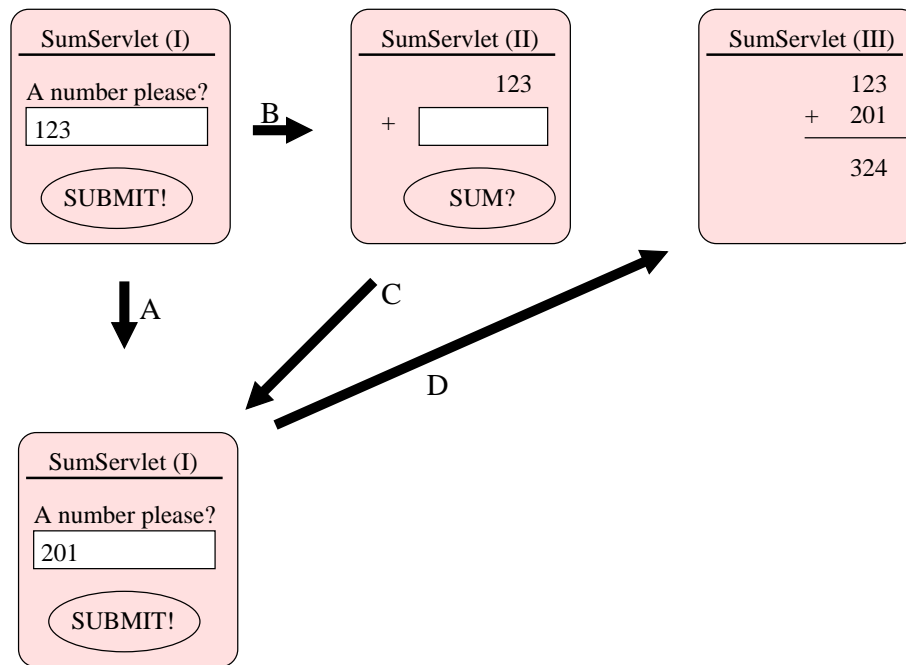 SumServlet (I)
A number please?
123
SUBMIT!
B
SumServlet (II)
123
+
SUM?
SumServlet (III)
123
+ 201
324
A
C
D
SumServlet (I)
A number please?
201
SUBMIT!